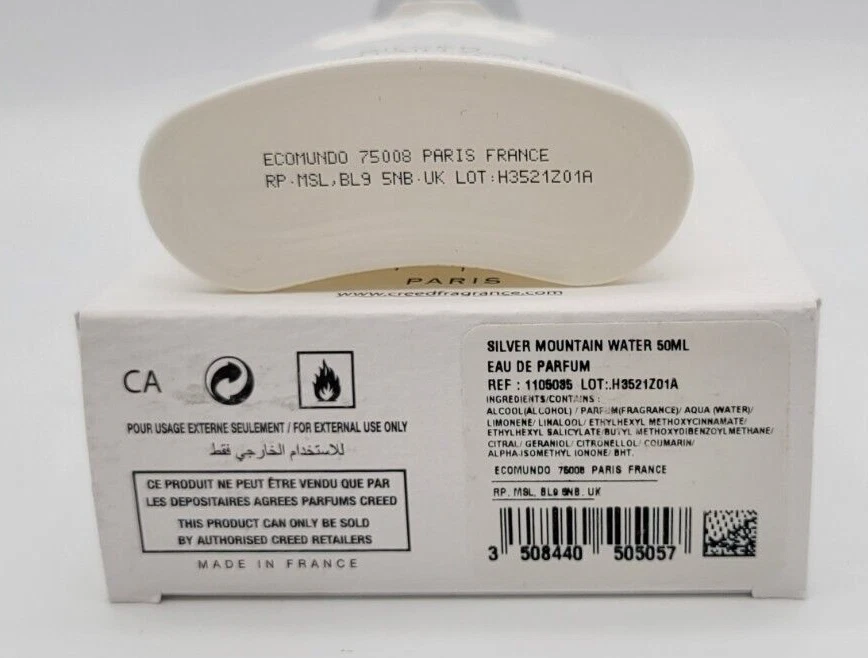 ECOMUNDO 75008 PARIS FRANCE
RP.MSL,BL9 5NB.UK LOT:H3521Z01A
PARIS
www.creedfragrance.com
CA
POUR USAGE EXTERNE SEULEMENT / FOR EXTERNAL USE ONLY
للاستخدام الخارجي فقط
CE PRODUIT NE PEUT ÊTRE VENDU QUE PAR
LES DEPOSITAIRES AGREES PARFUMS CREED
THIS PRODUCT CAN ONLY BE SOLD
BY AUTHORISED CREED RETAILERS
MADE IN FRANCE
SILVER MOUNTAIN WATER 50ML
EAU DE PARFUM
REF : 1105035 LOT:.H3521Z01A
INGREDIENTS/CONTAINS :
ALCOOL(ALCOHOL) / PARFUM(FRAGRANCE)/ AQUA (WATER)/
LIMONENE/ LINALOOL/ ETHYLHEXYL METHOXYCINNAMATE/
ETHYLHEXYL SALICYLATE/BUTYL METHOXYDIBENZOYLMETHANE/
CITRAL/ GERANIOL/ CITRONELLOL/ COUMARIN/
ALPHA-ISOMETHYL IONONE/ BHT.
ECOMUNDO 75008 PARIS FRANCE
RP. MSL, BL9 5NB. UK
3 508440 505057